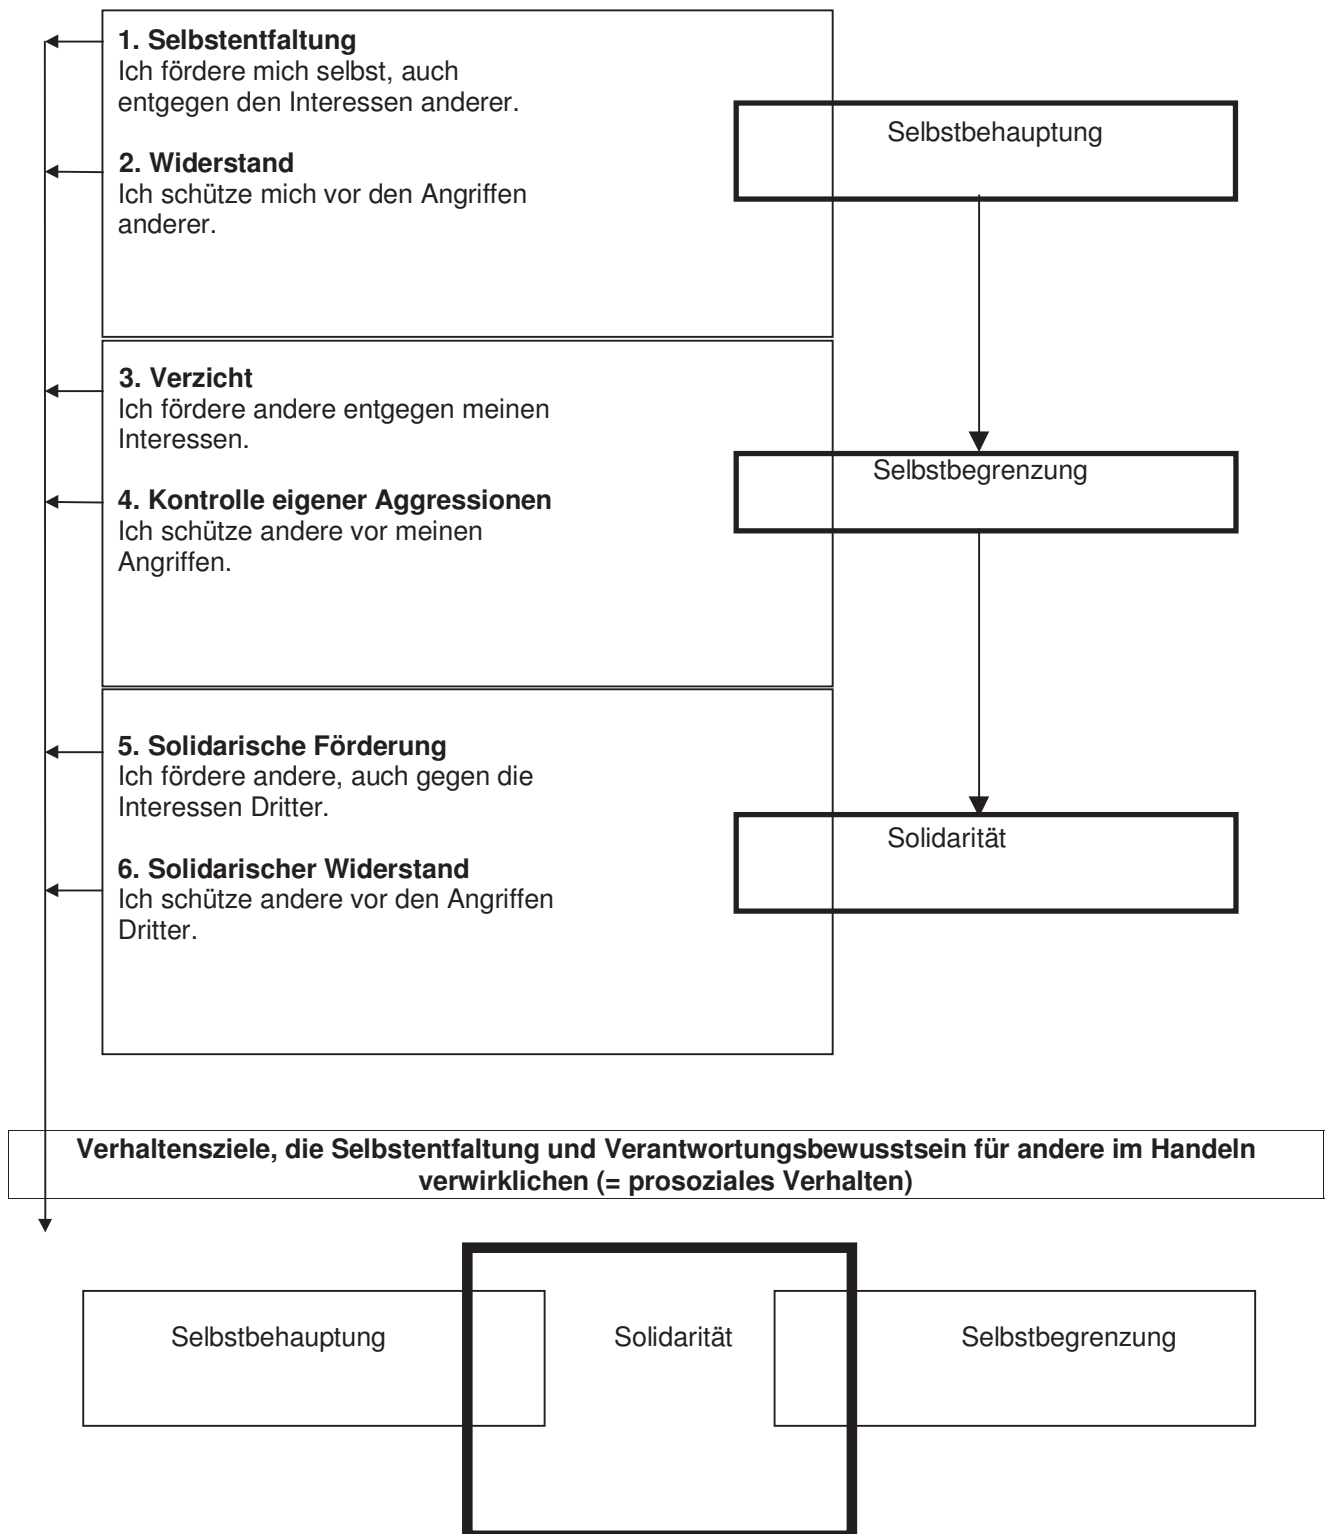 1. Selbstentfaltung
Ich fördere mich selbst, auch
entgegen den Interessen anderer.
Selbstbehauptung
2. Widerstand
Ich schütze mich vor den Angriffen
anderer.
3. Verzicht
Ich fördere andere entgegen meinen
Interessen.
Selbstbegrenzung
4. Kontrolle eigener Aggressionen
Ich schütze andere vor meinen
Angriffen.
5. Solidarische Förderung
Ich fördere andere, auch gegen die
Interessen Dritter.
Solidarität
6. Solidarischer Widerstand
Ich schütze andere vor den Angriffen
Dritter.
Verhaltensziele, die Selbstentfaltung und Verantwortungsbewusstsein für andere im Handeln
verwirklichen (= prosoziales Verhalten)
Selbstbehauptung
Solidarität
Selbstbegrenzung